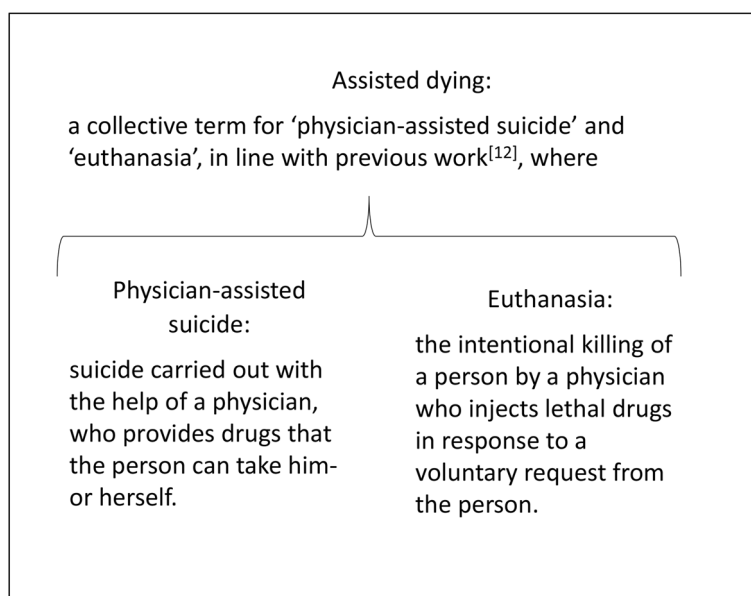 Assisted dying:
a collective term for ‘physician-assisted suicide’ and
‘euthanasia’, in line with previous work[12], where
Physician-assisted
suicide:
suicide carried out with
the help of a physician,
who provides drugs that
the person can take him-
or herself.
Euthanasia:
the intentional killing of
a person by a physician
who injects lethal drugs
in response to a
voluntary request from
the person.